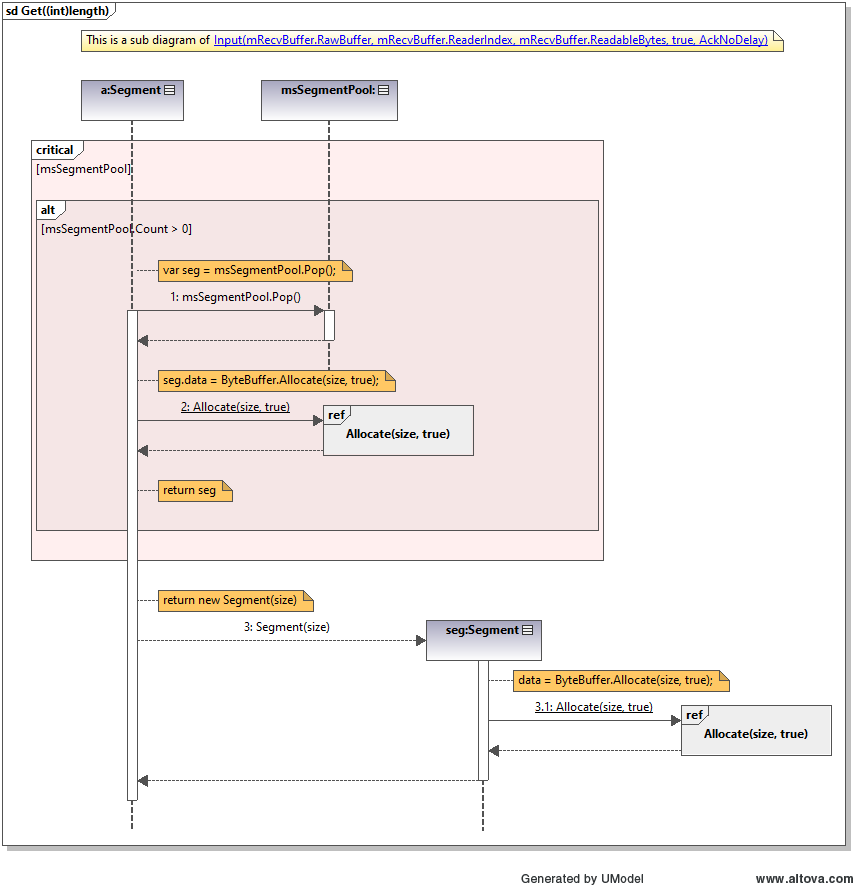 sd Get((int)length)
This is a sub diagram of Input(mRecvBuffer.RawBuffer, mRecvBuffer.ReaderIndex, mRecvBuffer.ReadableBytes, true, AckNoDelay)
a:Segment
msSegmentPool:
critical
[msSegmentPool]
alt
[msSegmentPool.Count > 0]
var seg = msSegmentPool.Pop();
1: msSegmentPool.Pop()
seg.data = ByteBuffer.Allocate(size, true);
2: Allocate(size, true)
ref
Allocate(size, true)
return seg
return new Segment(size)
3: Segment(size)
seg:Segment
data = ByteBuffer.Allocate(size, true);
3.1: Allocate(size, true)
ref
Allocate(size, true)
Generated by UModel
www.altova.com